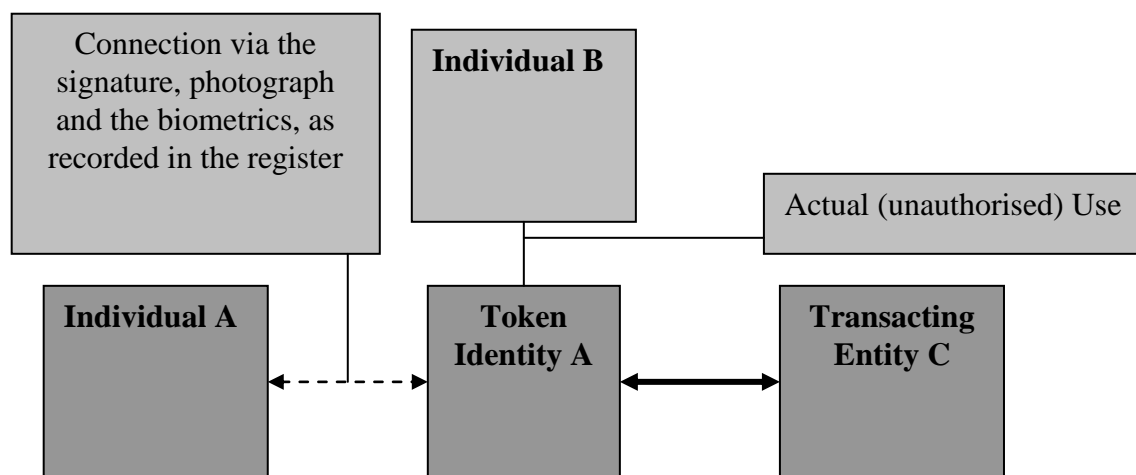 Connection via the
signature, photograph
and the biometrics, as
recorded in the register
Individual B
Actual (unauthorised) Use
Individual A
Token
Identity A
Transacting
Entity C